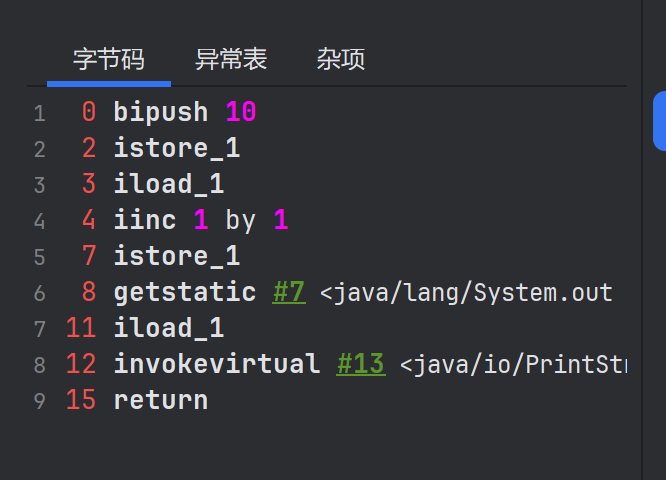 字节码 异常表 杂项
1 0 bipush 10
2 2 istore_1
3 3 iload_1
4 4 iinc 1 by 1
5 7 istore_1
6 8 getstatic #7 <java/lang/System.out
7 11 iload_1
8 12 invokevirtual #13 <java/io/PrintStr
9 15 return